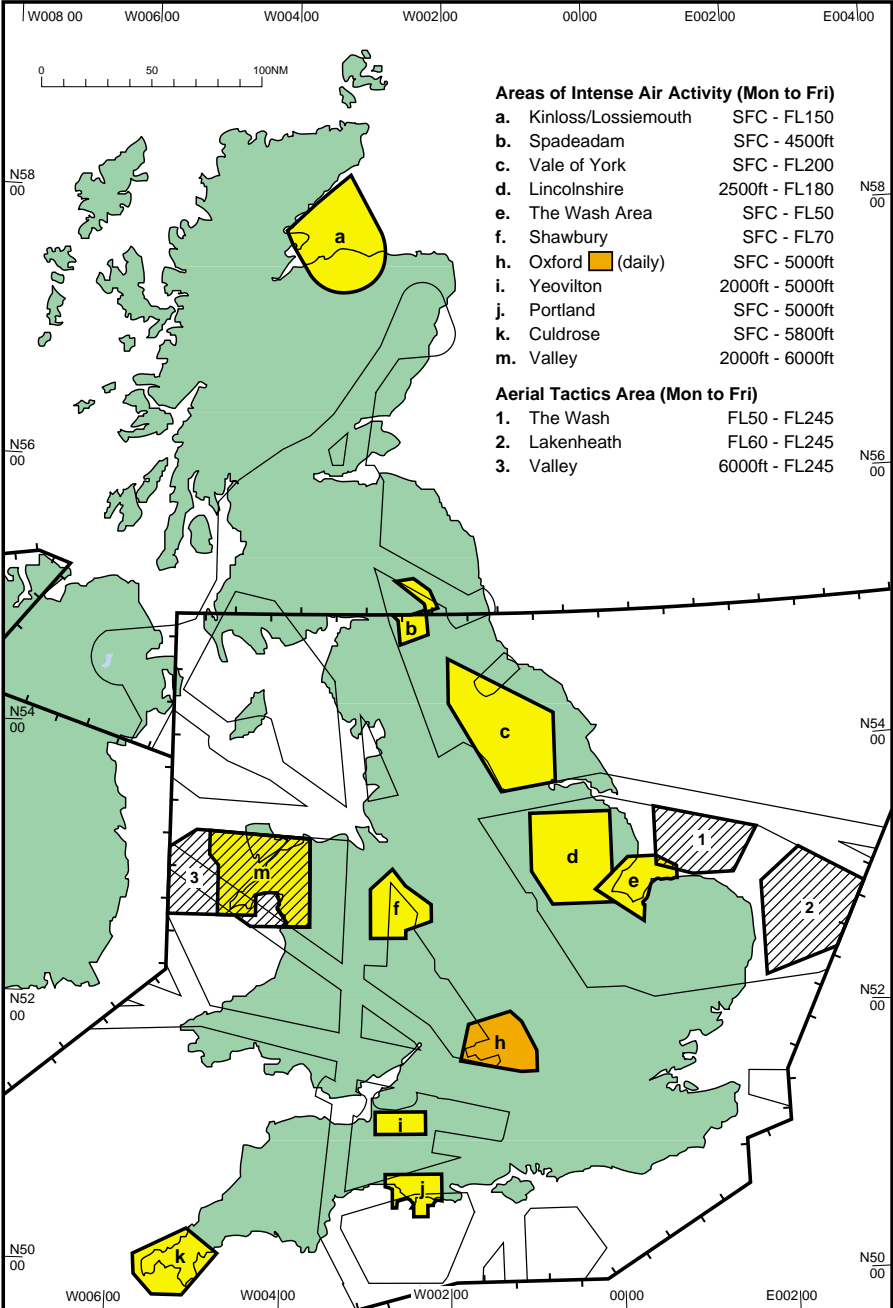 W008 00 W006 00 W004 00 W002 00 00 00 E002 00 E004 00
0 50 100NM
Areas of Intense Air Activity (Mon to Fri)
a. Kinloss/Lossiemouth SFC - FL150
b. Spadeadam SFC - 4500ft
c. Vale of York SFC - FL200
d. Lincolnshire 2500ft - FL180
e. The Wash Area SFC - FL50
f. Shawbury SFC - FL70
h. Oxford (daily) SFC - 5000ft
i. Yeovilton 2000ft - 5000ft
j. Portland SFC - 5000ft
k. Culdrose SFC - 5800ft
m. Valley 2000ft - 6000ft
Aerial Tactics Area (Mon to Fri)
1. The Wash FL50 - FL245
2. Lakenheath FL60 - FL245
3. Valley 6000ft - FL245
N58
00
N58
00
a
N56
00
N56
00
b
N54
00
N54
00
c
1
d
3
m
e
f
2
N52
00
N52
00
h
i
j
N50
00
N50
00
k
W006 00 W004 00 W002 00 00 00 E002 00